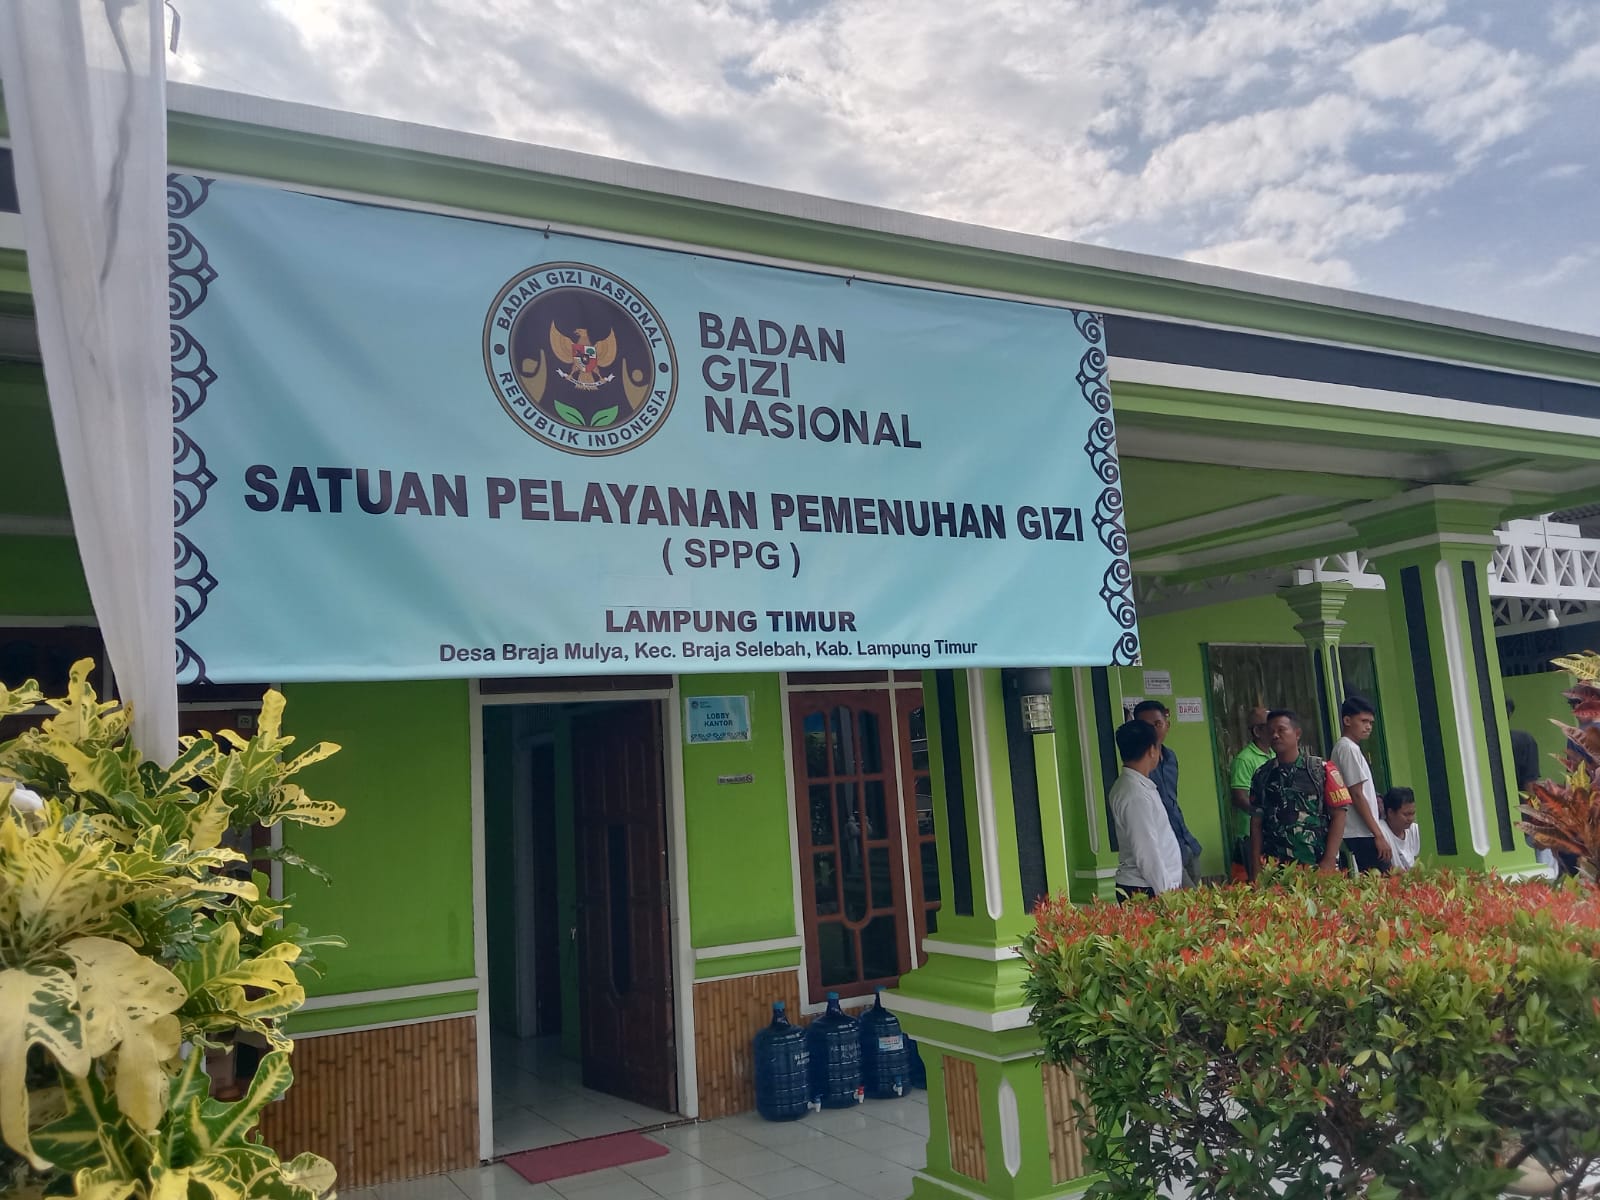 BADAN GIZI NASIONAL
REPUBLIK INDONESIA
BADAN
GIZI
NASIONAL
SATUAN PELAYANAN PEMENUHAN GIZI
( SPPG )
LAMPUNG TIMUR
Desa Braja Mulya, Kec. Braja Selebah, Kab. Lampung Timur
LOBBY
KANTOR
DAPUR